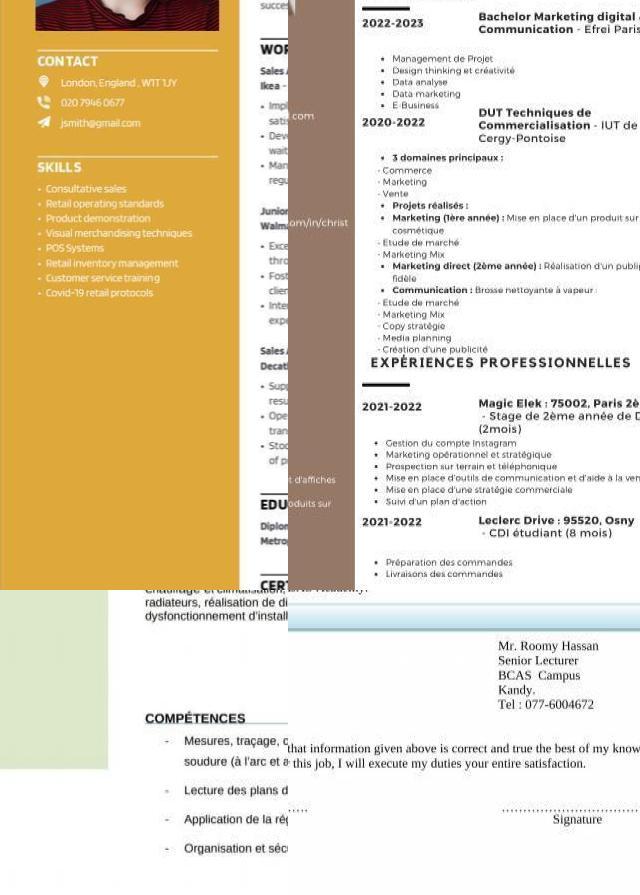 CONTACT
London, England , W1T 1JY
020 7946 0677
jsmith@gmail.com
SKILLS
• Consultative sales
• Retail operating standards
• Product demonstration
• Visual merchandising techniques
• POS Systems
• Retail inventory management
• Customer service training
• Covid-19 retail protocols
succes
WOR
Sales A
Ikea -
• Impl
satis
• Deve
wait
• Man
regu
Junior
Walm
• Exce
thro
• Fost
clien
• Inte
expe
Sales A
Decat
• Supp
resu
• Ope
tran
• Stoc
of p
EDU
Diplom
Metrop
CERT
.com
om/in/christ
t d'affiches
oduits sur
2022-2023
Bachelor Marketing digital &
Communication - Efrei Paris
• Management de Projet
• Design thinking et créativité
• Data analyse
• Data marketing
• E-Business
2020-2022
DUT Techniques de
Commercialisation - IUT de
Cergy-Pontoise
• 3 domaines principaux :
- Commerce
- Marketing
- Vente
• Projets réalisés :
• Marketing (1ère année) : Mise en place d'un produit sur
cosmétique
- Etude de marché
- Marketing Mix
• Marketing direct (2ème année) : Réalisation d'un publi
fidèle
• Communication : Brosse nettoyante à vapeur :
- Etude de marché
- Marketing Mix
- Copy stratégie
- Media planning
- Création d'une publicité
EXPÉRIENCES PROFESSIONNELLES
2021-2022
Magic Elek : 75002, Paris 2è
- Stage de 2ème année de D
(2mois)
• Gestion du compte Instagram
• Marketing opérationnel et stratégique
• Prospection sur terrain et téléphonique
• Mise en place d'outils de communication et d'aide à la ven
• Mise en place d'une stratégie commerciale
• Suivi d'un plan d'action
2021-2022
Leclerc Drive : 95520, Osny
- CDI étudiant (8 mois)
• Préparation des commandes
• Livraisons des commandes
Chauffage et climatisation,
radiateurs, réalisation de di
dysfonctionnement d'install
COMPÉTENCES
- Mesures, traçage, c
soudure (à l'arc et a
- Lecture des plans d
- Application de la rég
- Organisation et sécu
Academy.
Mr. Roomy Hassan
Senior Lecturer
BCAS Campus
Kandy.
Tel : 077-6004672
that information given above is correct and true the best of my know
this job, I will execute my duties your entire satisfaction.
Signature